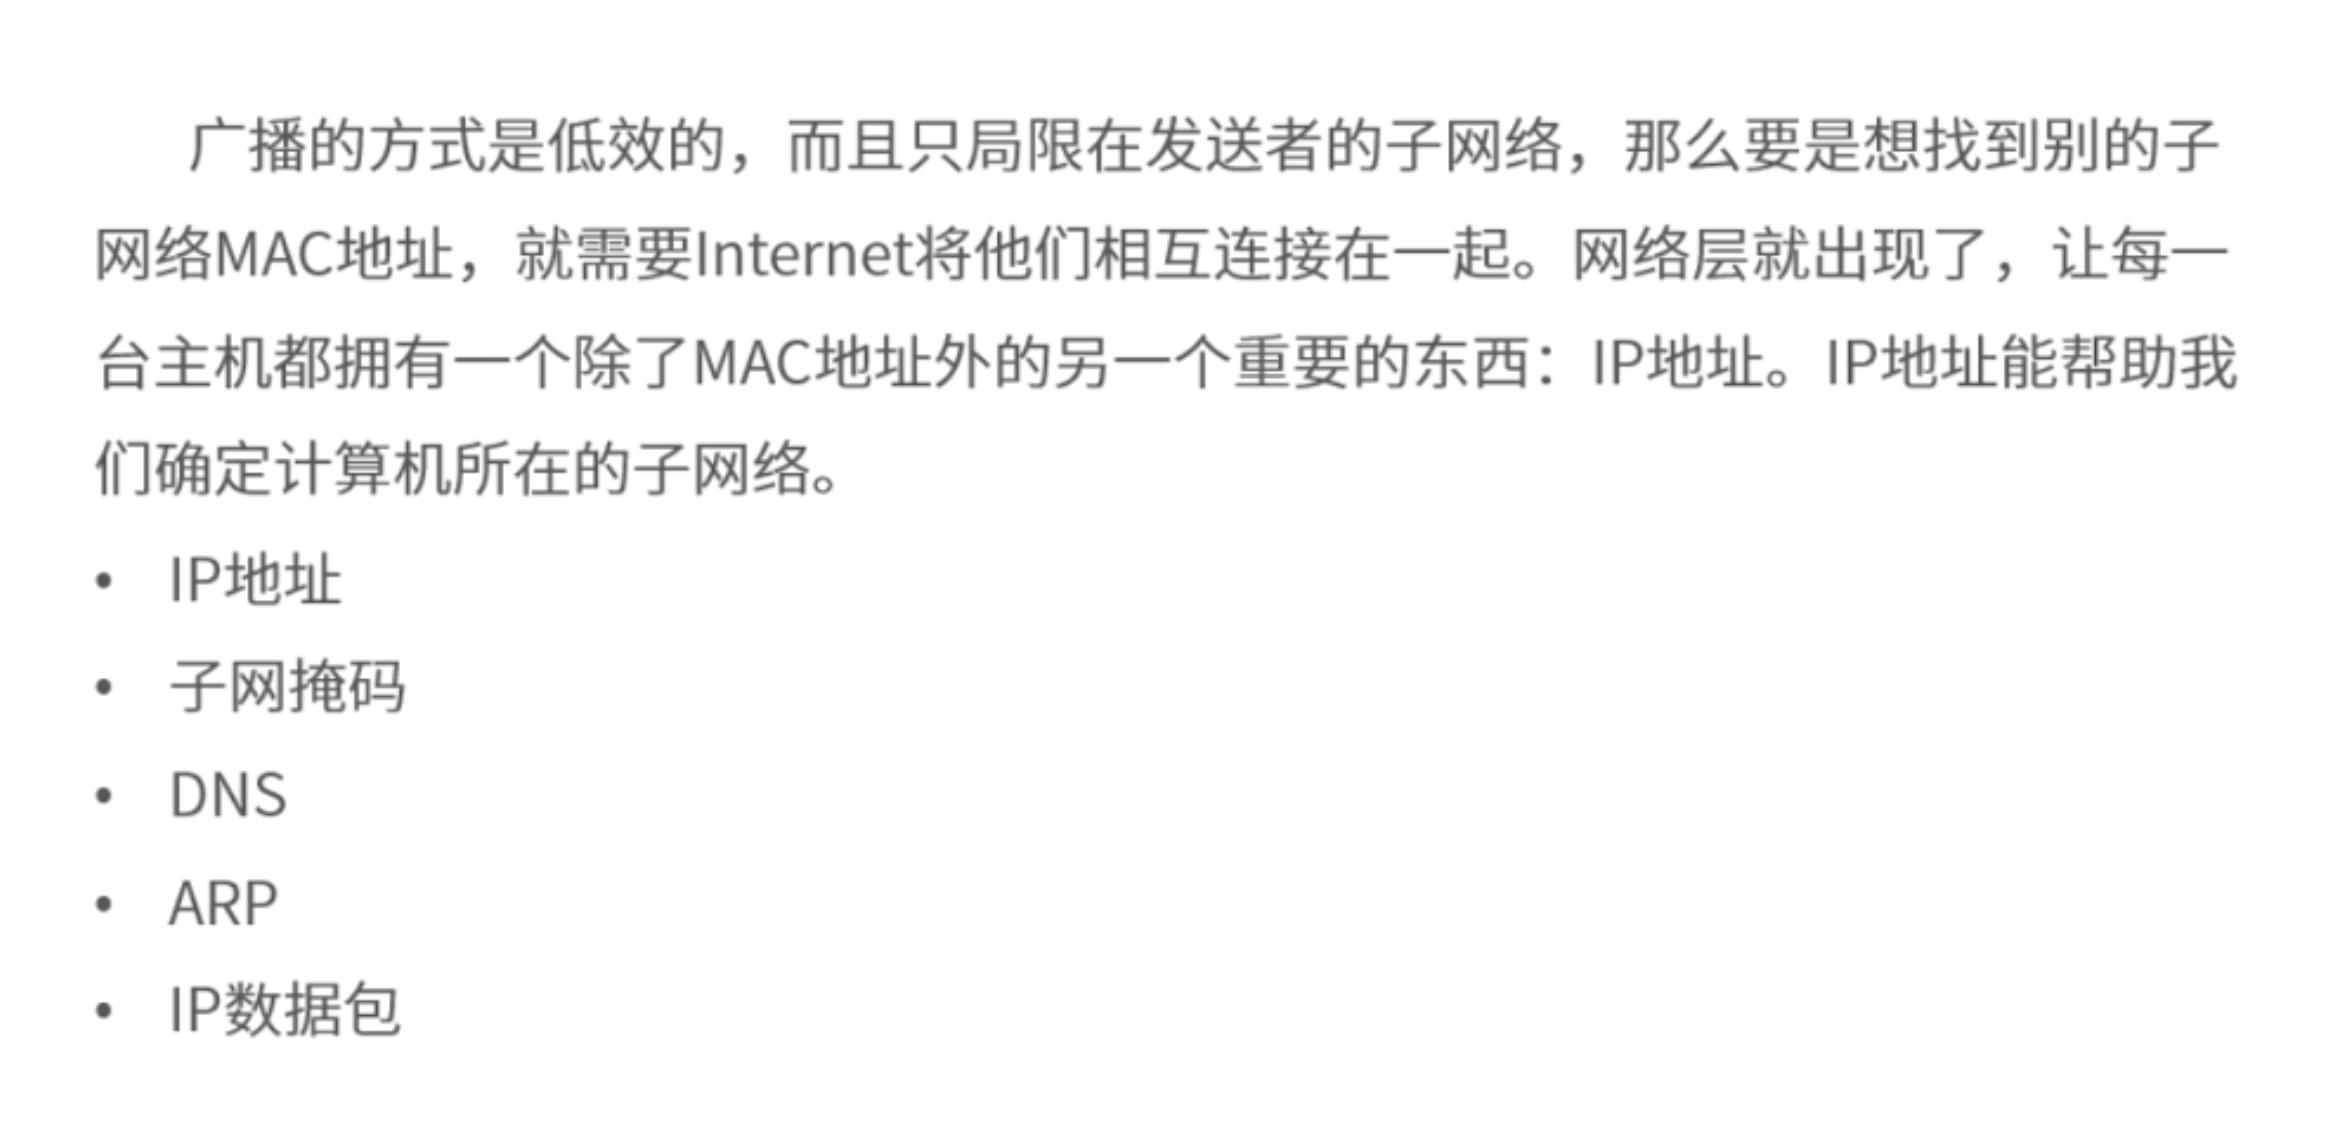 广播的方式是低效的，而且只局限在发送者的子网络，那么要是想找到别的子
网络MAC地址，就需要Internet将他们相互连接在一起。网络层就出现了，让每一
台主机都拥有一个除了MAC地址外的另一个重要的东西：IP地址。IP地址能帮助我
们确定计算机所在的子网络。
• IP地址
• 子网掩码
• DNS
• ARP
• IP数据包